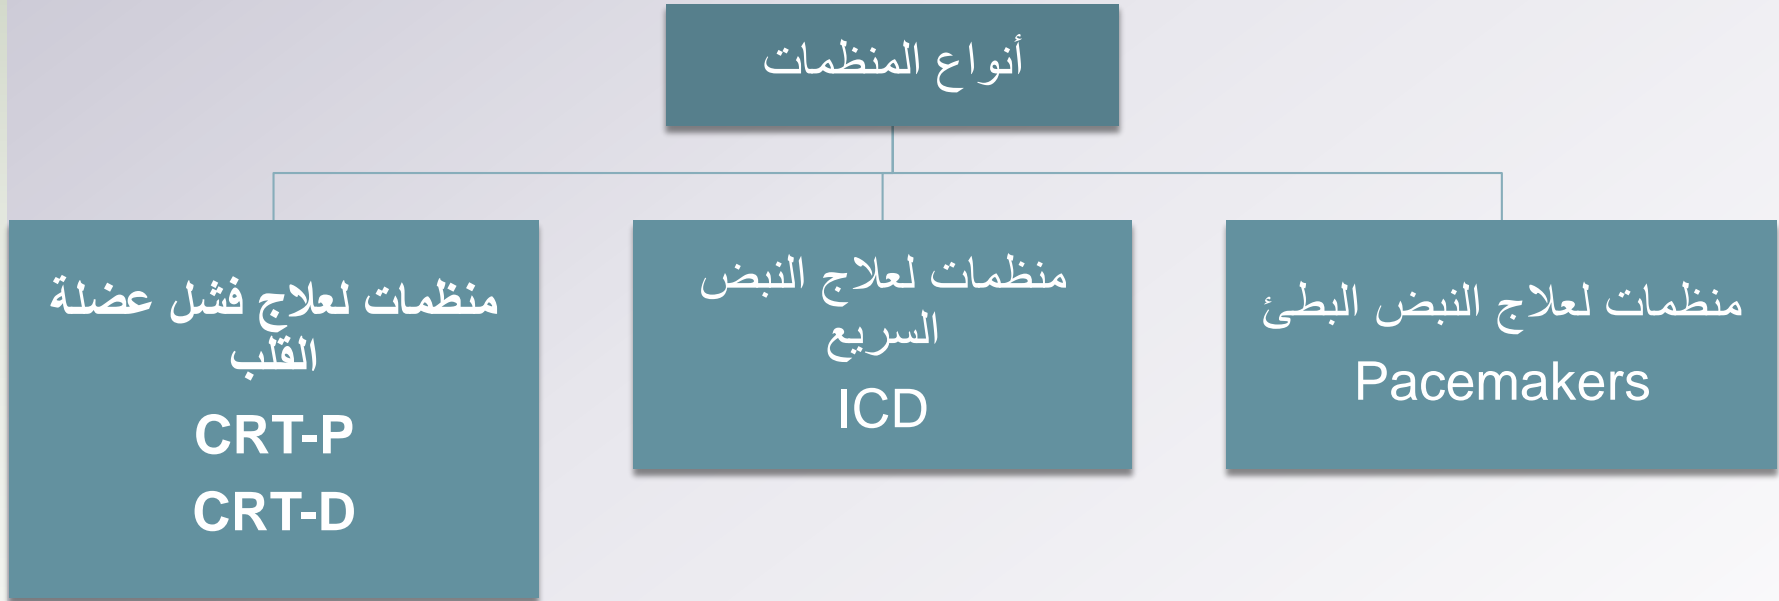 أنواع المنظمات
منظمات لعلاج النبض البطئ
Pacemakers
منظمات لعلاج النبض
السريع
ICD
منظمات لعلاج فشل عضلة
القلب
CRT-P
CRT-D